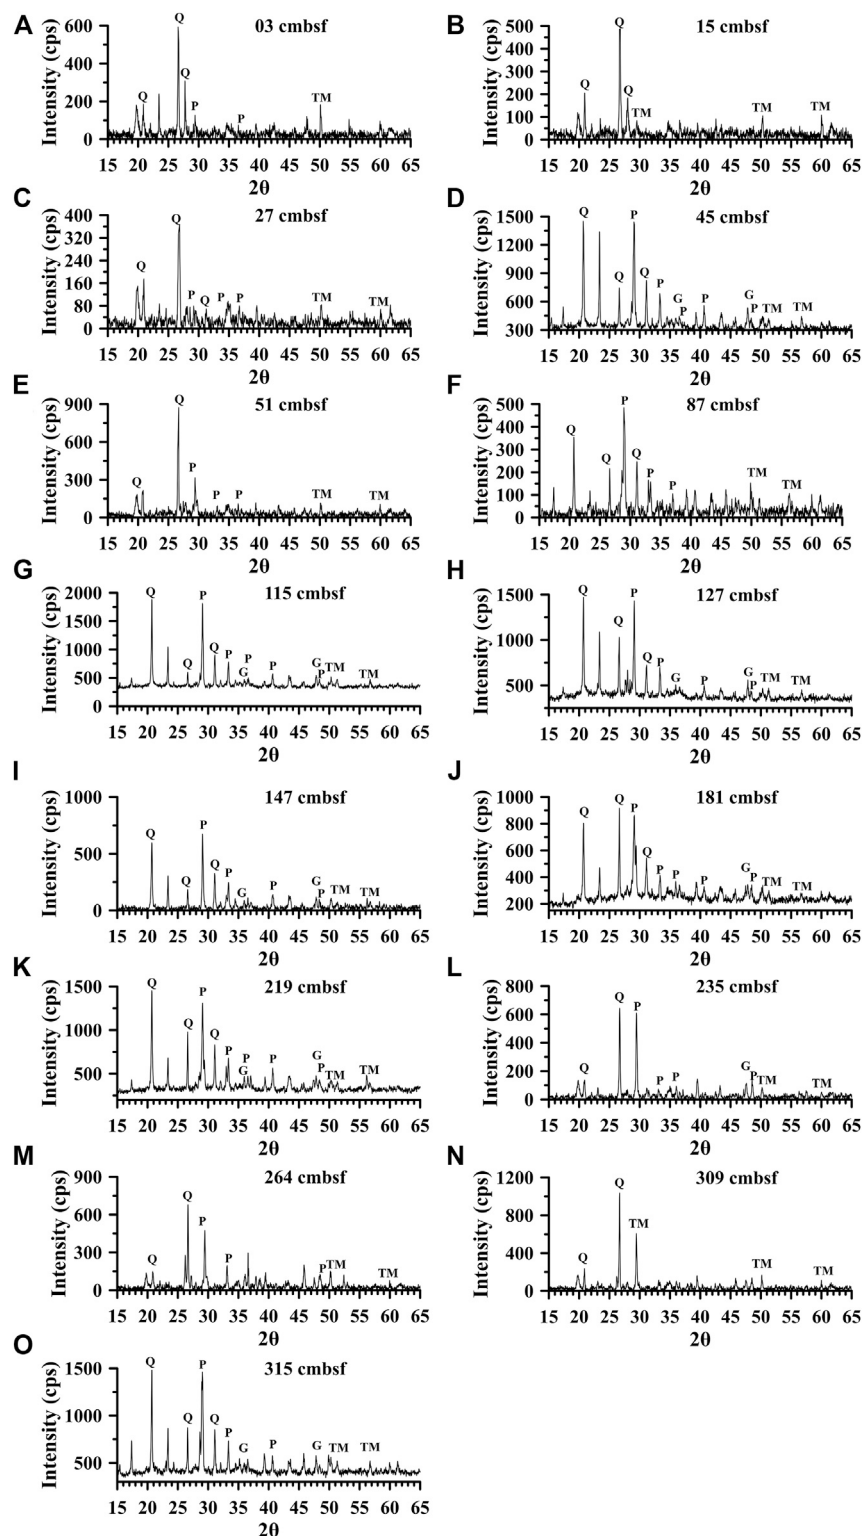 A
03 cmbsf
Intensity (cps)
600
400
200
0
Q Q Q P P TM
15 20 25 30 35 40 45 50 55 60 65
2θ
B
15 cmbsf
Intensity (cps)
500
400
300
200
100
0
Q Q Q TM TM TM
15 20 25 30 35 40 45 50 55 60 65
2θ
C
27 cmbsf
Intensity (cps)
400
320
240
160
80
0
Q Q P Q P P TM TM
15 20 25 30 35 40 45 50 55 60 65
2θ
D
45 cmbsf
Intensity (cps)
1500
1200
900
600
300
Q Q P Q P G P P G P TM TM
15 20 25 30 35 40 45 50 55 60 65
2θ
E
51 cmbsf
Intensity (cps)
900
600
300
0
Q Q P P P TM TM
15 20 25 30 35 40 45 50 55 60 65
2θ
F
87 cmbsf
Intensity (cps)
500
400
300
200
100
0
Q Q P Q P P TM TM
15 20 25 30 35 40 45 50 55 60 65
2θ
G
115 cmbsf
Intensity (cps)
2000
1500
1000
500
0
Q Q P Q P G P P G P TM TM
15 20 25 30 35 40 45 50 55 60 65
2θ
H
127 cmbsf
Intensity (cps)
1500
1000
500
Q Q P Q P G P G P TM TM
15 20 25 30 35 40 45 50 55 60 65
2θ
I
147 cmbsf
Intensity (cps)
1000
500
0
Q Q P Q P G P G P TM TM
15 20 25 30 35 40 45 50 55 60 65
2θ
J
181 cmbsf
Intensity (cps)
1000
800
600
400
200
Q Q P Q P P P G P TM TM
15 20 25 30 35 40 45 50 55 60 65
2θ
K
219 cmbsf
Intensity (cps)
1500
1000
500
Q Q P Q P G P P G P TM TM
15 20 25 30 35 40 45 50 55 60 65
2θ
L
235 cmbsf
Intensity (cps)
800
600
400
200
0
Q Q P P P G P TM TM
15 20 25 30 35 40 45 50 55 60 65
2θ
M
264 cmbsf
Intensity (cps)
900
600
300
0
Q Q P P P TM TM
15 20 25 30 35 40 45 50 55 60 65
2θ
N
309 cmbsf
Intensity (cps)
1200
800
400
0
Q Q TM TM TM
15 20 25 30 35 40 45 50 55 60 65
2θ
O
315 cmbsf
Intensity (cps)
1500
1000
500
Q Q P Q P G P G TM TM
15 20 25 30 35 40 45 50 55 60 65
2θ